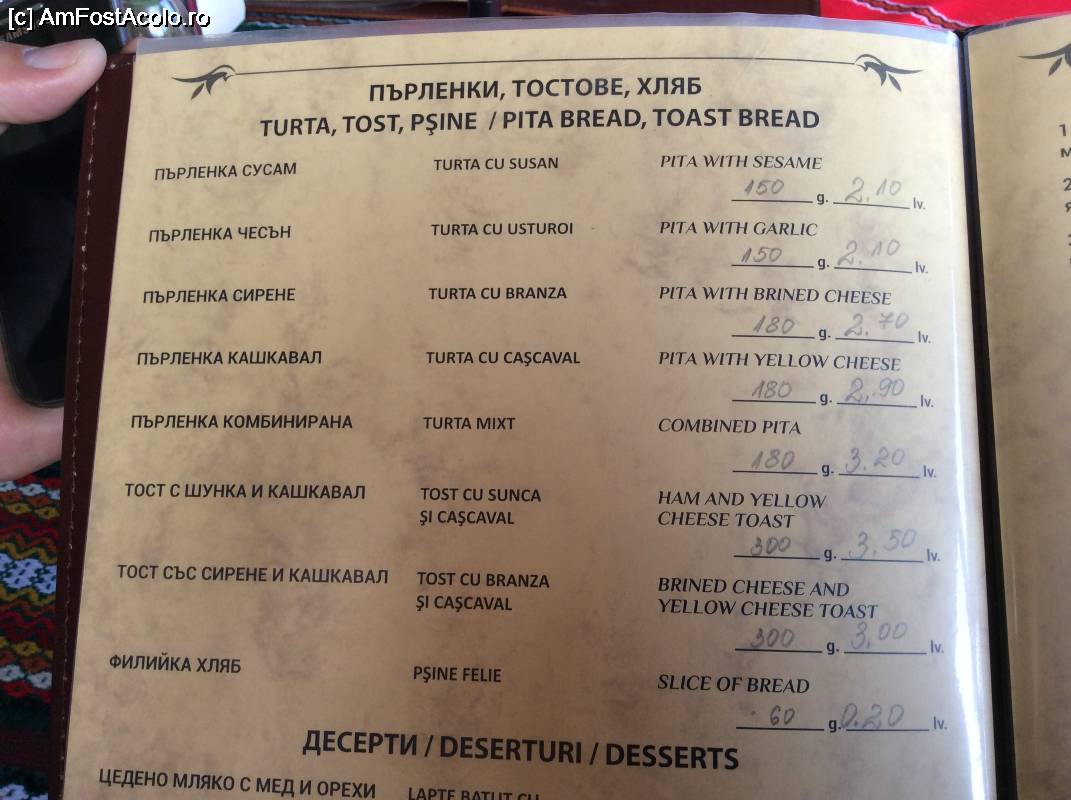 [c] AmFostAcolo.ro
ПЪРЛЕНКИ, ТОСТОВЕ, ХЛЯБ
TURTA, TOST, PŞINE / PITA BREAD, TOAST BREAD
ПЪРЛЕНКА СУСАМ TURTA CU SUSAN PITA WITH SESAME
150 g. 2.10 lv.
ПЪРЛЕНКА ЧЕСЪН TURTA CU USTUROI PITA WITH GARLIC
150 g. 2.10 lv.
ПЪРЛЕНКА СИРЕНЕ TURTA CU BRANZA PITA WITH BRINED CHEESE
180 g. 2.70 lv.
ПЪРЛЕНКА КАШКАВАЛ TURTA CU CAŞCAVAL PITA WITH YELLOW CHEESE
180 g. 2.90 lv.
ПЪРЛЕНКА КОМБИНИРАНА TURTA MIXT COMBINED PITA
180 g. 3.20 lv.
ТОСТ С ШУНКА И КАШКАВАЛ TOST CU SUNCA HAM AND YELLOW
ŞI CAŞCAVAL CHEESE TOAST
300 g. 3.50 lv.
ТОСТ СЪС СИРЕНЕ И КАШКАВАЛ TOST CU BRANZA BRINED CHEESE AND
ŞI CAŞCAVAL YELLOW CHEESE TOAST
300 g. 3.00 lv.
ФИЛИЙКА ХЛЯБ PŞINE FELIE SLICE OF BREAD
60 g. 0.20 lv.
ДЕСЕРТИ / DESERTURI / DESSERTS
ЦЕДЕНО МЛЯКО С МЕД И ОРЕХИ LAPTE BATUT CU